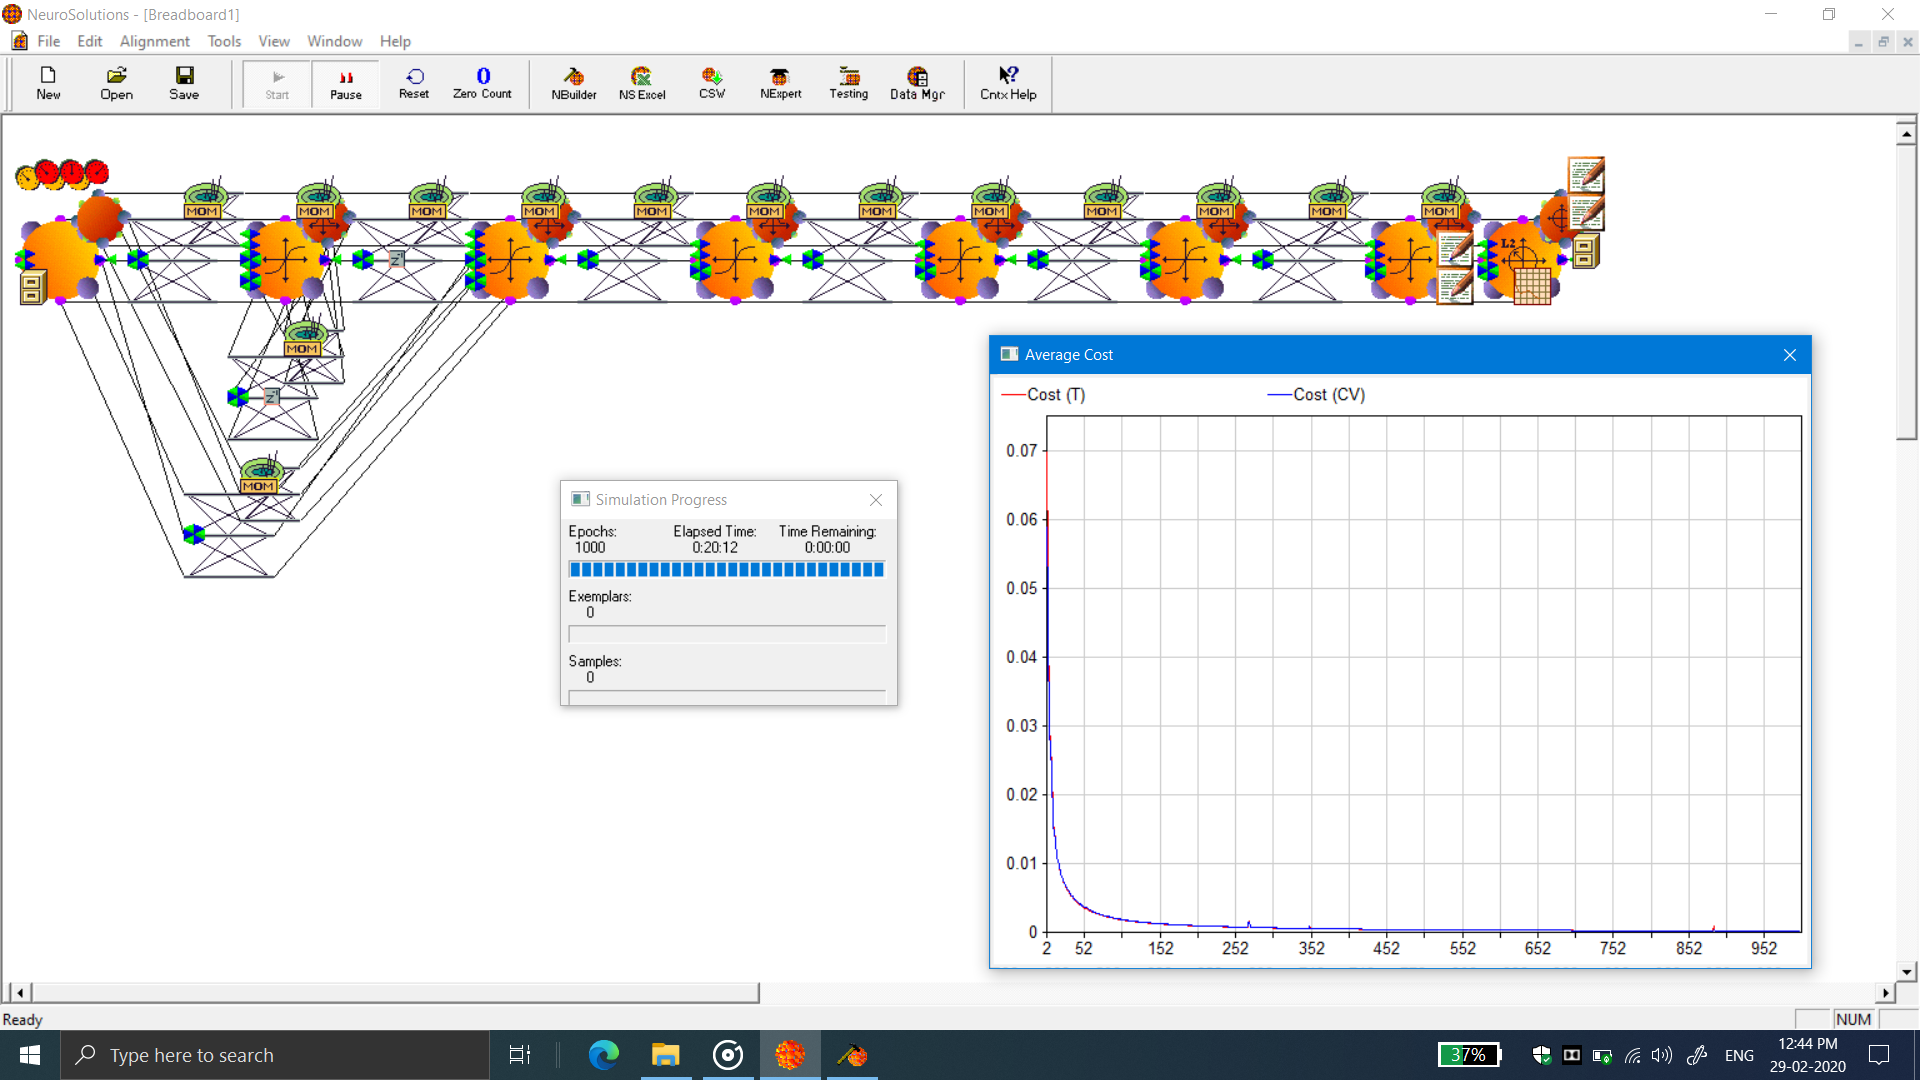 NeuroSolutions - [Breadboard1]
File Edit Alignment Tools View Window Help
New Open Save Start Pause Reset Zero Count NBuilder NS Excel CSW NExpert Testing Data Mgr Cntx Help
MOM MOM MOM MOM MOM MOM MOM MOM MOM MOM MOM MOM
L2
MOM
MOM
Average Cost
Cost (T) Cost (CV)
0.07
0.06
0.05
0.04
0.03
0.02
0.01
0
2 52 152 252 352 452 552 652 752 852 952
Simulation Progress
Epochs: Elapsed Time: Time Remaining:
1000 0:20:12 0:00:00
Exemplars:
0
Samples:
0
Ready
NUM
Type here to search
37%
ENG
12:44 PM
29-02-2020